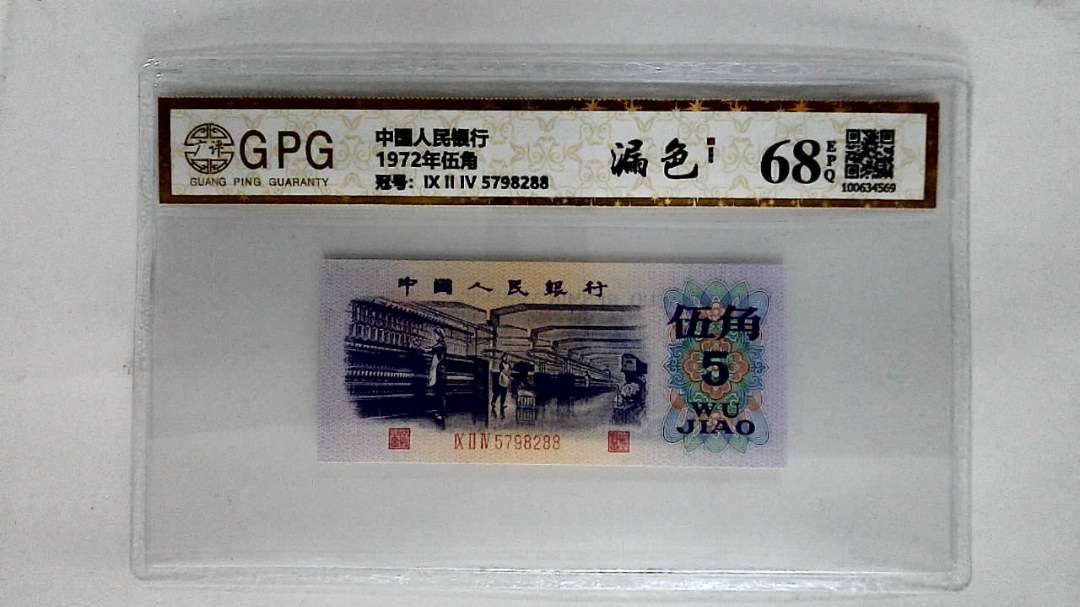 广评
GPG
GUANG PING GUARANTY
中国人民银行
1972年伍角
冠号：IX II IV 5798288
漏色
68
EPQ
100634569
中國人民銀行
伍角
5
WU
JIAO
IX II IV 5798288